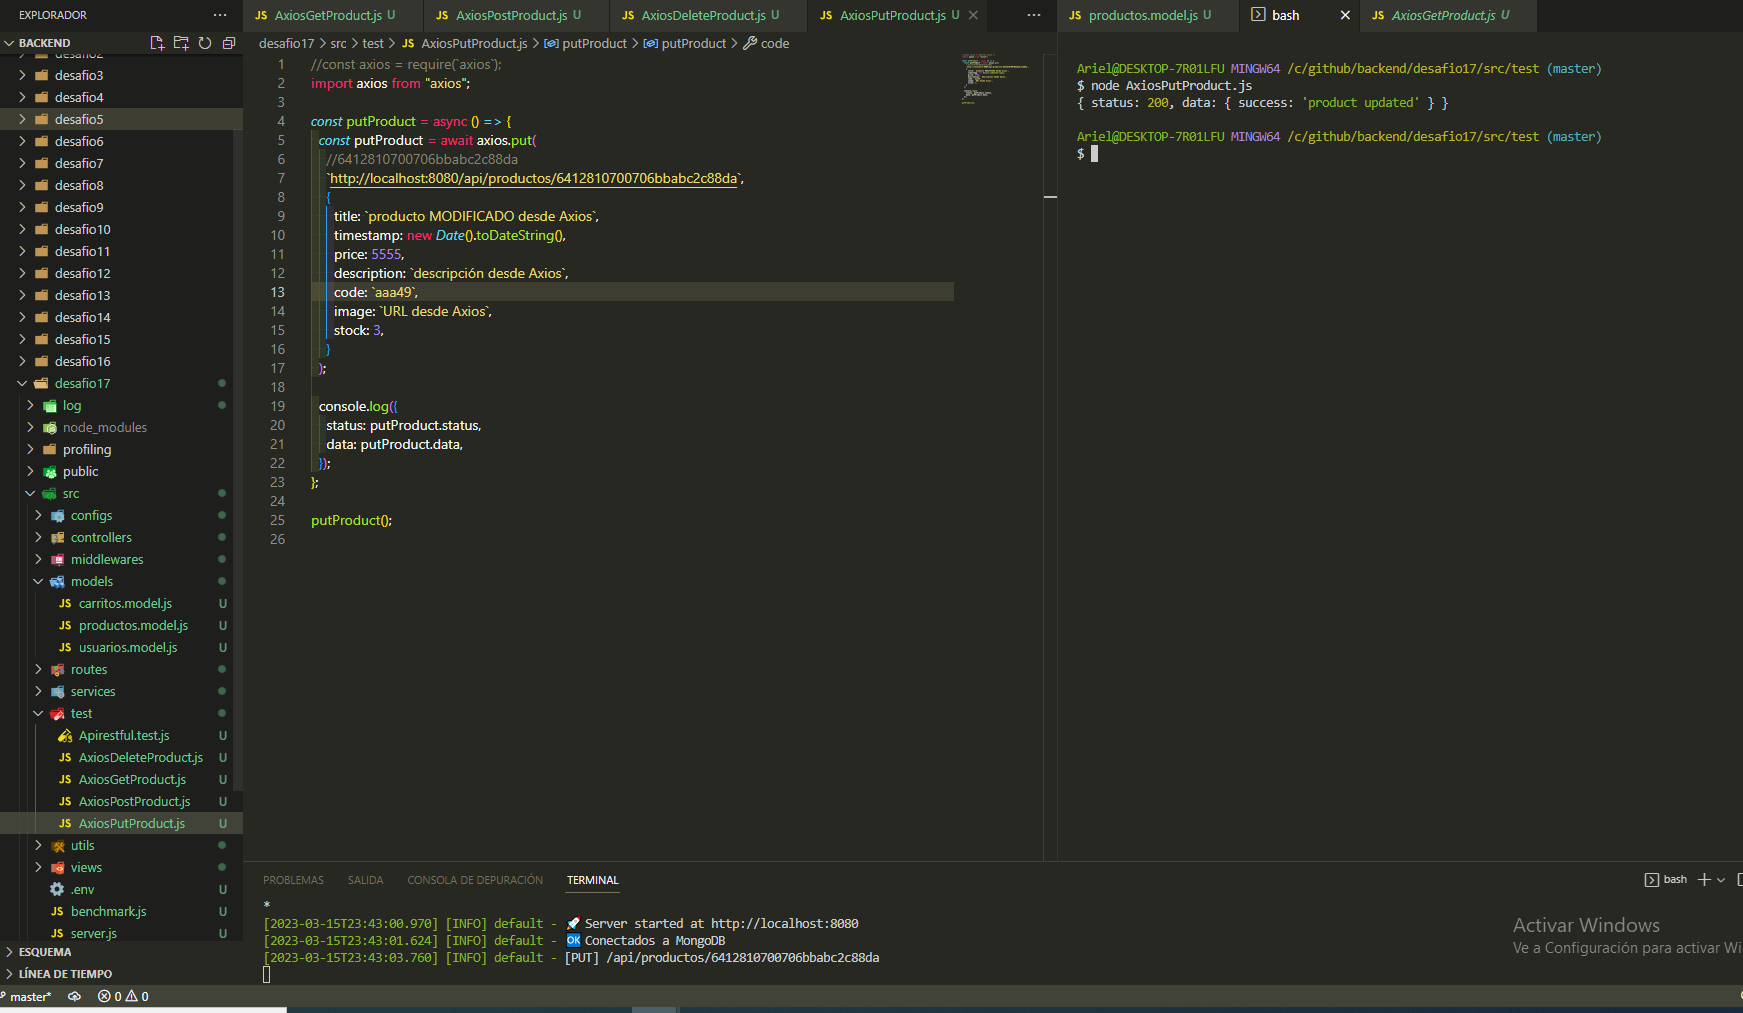 EXPLORADOR
BACKEND
desafio2
desafio3
desafio4
desafio5
desafio6
desafio7
desafio8
desafio9
desafio10
desafio11
desafio12
desafio13
desafio14
desafio15
desafio16
desafio17
log
node_modules
profiling
public
src
configs
controllers
middlewares
models
JS carritos.model.js U
JS productos.model.js U
JS usuarios.model.js U
routes
services
test
Apirestful.test.js U
JS AxiosDeleteProduct.js U
JS AxiosGetProduct.js U
JS AxiosPostProduct.js U
JS AxiosPutProduct.js U
utils
views
.env U
JS benchmark.js U
JS server.js U
ESQUEMA
LÍNEA DE TIEMPO
master* 0 0
JS AxiosGetProduct.js U JS AxiosPostProduct.js U JS AxiosDeleteProduct.js U JS AxiosPutProduct.js U
desafio17 > src > test > JS AxiosPutProduct.js > putProduct > putProduct > code
1 //const axios = require(`axios`);
2 import axios from "axios";
3
4 const putProduct = async () => {
5 const putProduct = await axios.put(
6 //6412810700706bbabc2c88da
7 `http://localhost:8080/api/productos/6412810700706bbabc2c88da`,
8 {
9 title: `producto MODIFICADO desde Axios`,
10 timestamp: new Date().toDateString(),
11 price: 5555,
12 description: `descripción desde Axios`,
13 code: `aaa49`,
14 image: `URL desde Axios`,
15 stock: 3,
16 }
17 );
18
19 console.log({
20 status: putProduct.status,
21 data: putProduct.data,
22 });
23 };
24
25 putProduct();
26
JS productos.model.js U bash JS AxiosGetProduct.js U
Ariel@DESKTOP-7R01LFU MINGW64 /c/github/backend/desafio17/src/test (master)
$ node AxiosPutProduct.js
{ status: 200, data: { success: 'product updated' } }
Ariel@DESKTOP-7R01LFU MINGW64 /c/github/backend/desafio17/src/test (master)
$
PROBLEMAS SALIDA CONSOLA DE DEPURACIÓN TERMINAL bash
*
[2023-03-15T23:43:00.970] [INFO] default - 🚀 Server started at http://localhost:8080
[2023-03-15T23:43:01.624] [INFO] default - 🆗 Conectados a MongoDB
[2023-03-15T23:43:03.760] [INFO] default - [PUT] /api/productos/6412810700706bbabc2c88da
Activar Windows
Ve a Configuración para activar Wi